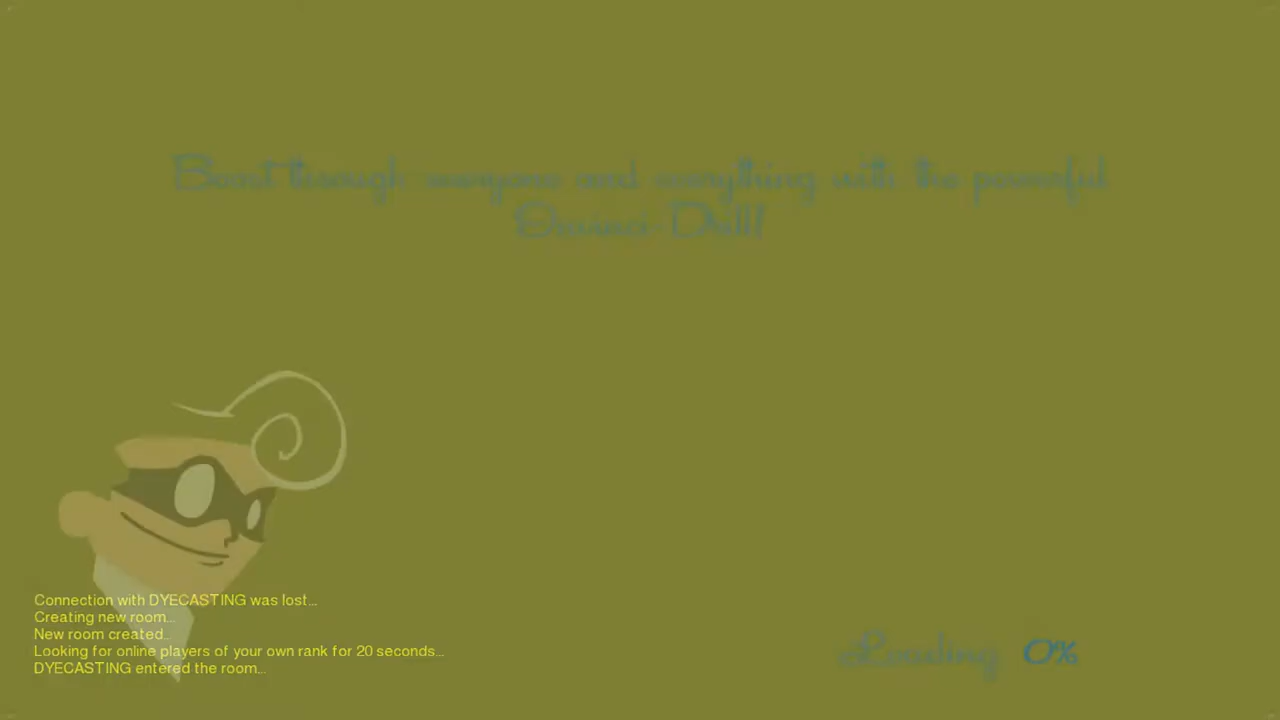 Boost through everyone and everything with the powerful
Davinci-Drill!
Connection with DYECASTING was lost...
Creating new room...
New room created...
Looking for online players of your own rank for 20 seconds...
DYECASTING entered the room...
Loading 0%